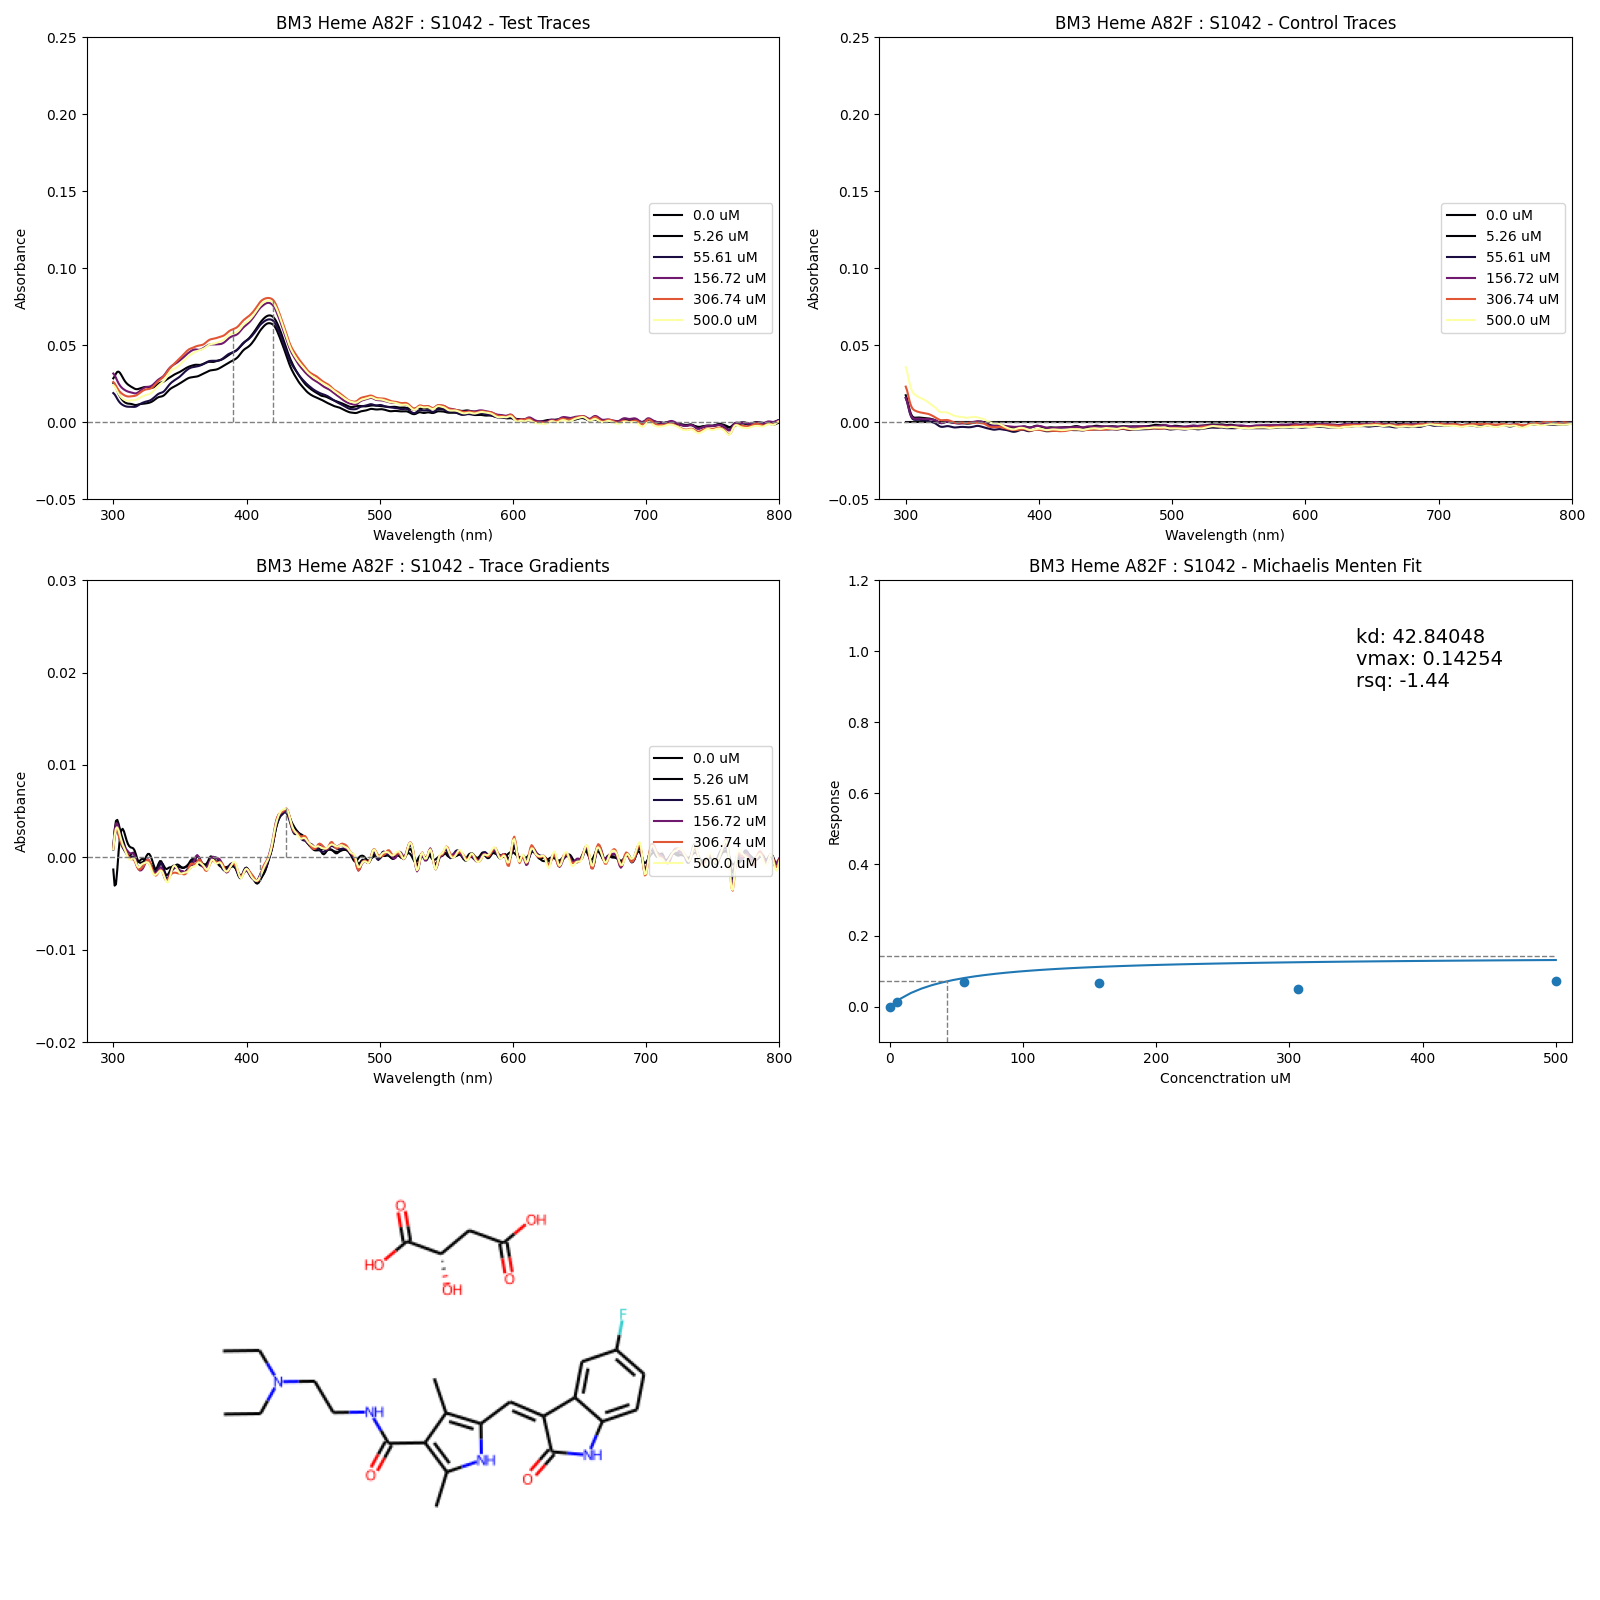 BM3 Heme A82F : S1042 - Test Traces
0.25
0.20
0.15
0.10
0.05
0.00
−0.05
Absorbance
300 400 500 600 700 800
Wavelength (nm)
0.0 uM
5.26 uM
55.61 uM
156.72 uM
306.74 uM
500.0 uM
BM3 Heme A82F : S1042 - Control Traces
0.25
0.20
0.15
0.10
0.05
0.00
−0.05
Absorbance
300 400 500 600 700 800
Wavelength (nm)
0.0 uM
5.26 uM
55.61 uM
156.72 uM
306.74 uM
500.0 uM
BM3 Heme A82F : S1042 - Trace Gradients
0.03
0.02
0.01
0.00
−0.01
−0.02
Absorbance
300 400 500 600 700 800
Wavelength (nm)
0.0 uM
5.26 uM
55.61 uM
156.72 uM
306.74 uM
500.0 uM
BM3 Heme A82F : S1042 - Michaelis Menten Fit
1.2
1.0
0.8
0.6
0.4
0.2
0.0
Response
0 100 200 300 400 500
Concenctration uM
kd: 42.84048
vmax: 0.14254
rsq: -1.44
O
OH
HO
O
OH
F
N
NH
O
NH
O
NH